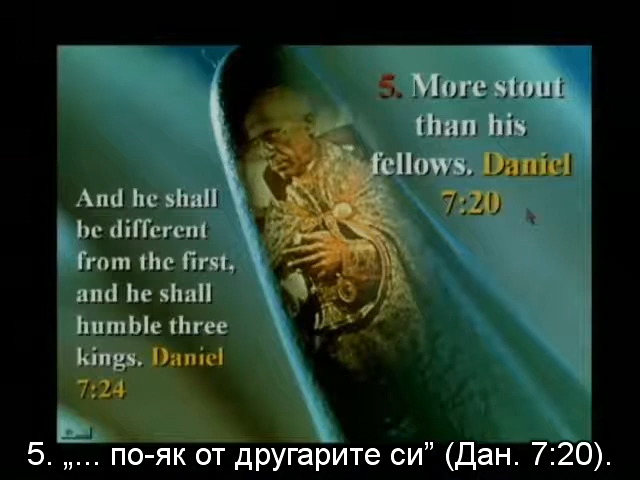 5. More stout
than his
fellows. Daniel
7:20
And he shall
be different
from the first,
and he shall
humble three
kings. Daniel
7:24
5. „... по-як от другарите си” (Дан. 7:20).